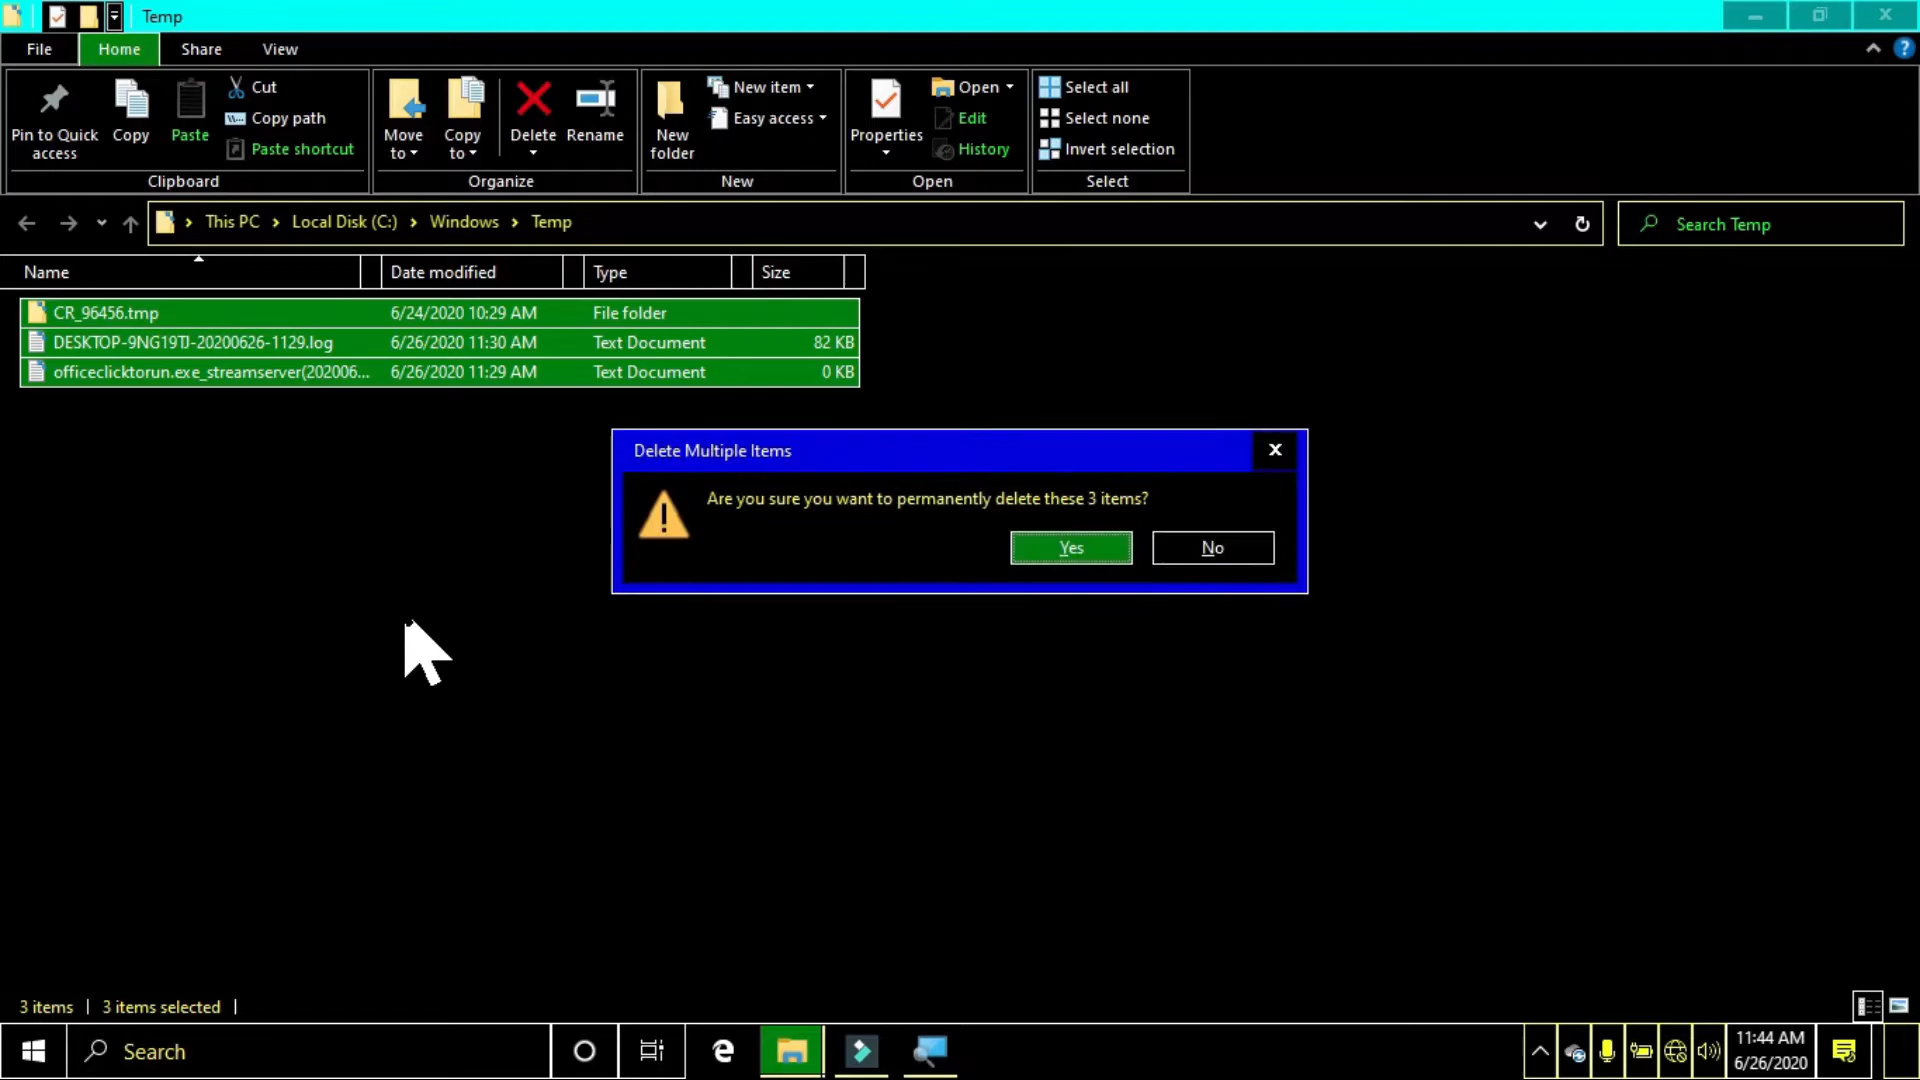 Temp
File Home Share View
Pin to Quick access
Copy
Paste
Cut
Copy path
Paste shortcut
Clipboard
Move to
Copy to
Delete
Rename
Organize
New folder
New item
Easy access
New
Properties
Open
Edit
History
Open
Select all
Select none
Invert selection
Select
This PC > Local Disk (C:) > Windows > Temp
Search Temp
Name Date modified Type Size
CR_96456.tmp 6/24/2020 10:29 AM File folder
DESKTOP-9NG19TJ-20200626-1129.log 6/26/2020 11:30 AM Text Document 82 KB
officeclicktorun.exe_streamserver(202006... 6/26/2020 11:29 AM Text Document 0 KB
Delete Multiple Items
Are you sure you want to permanently delete these 3 items?
Yes No
3 items | 3 items selected |
Search
11:44 AM
6/26/2020